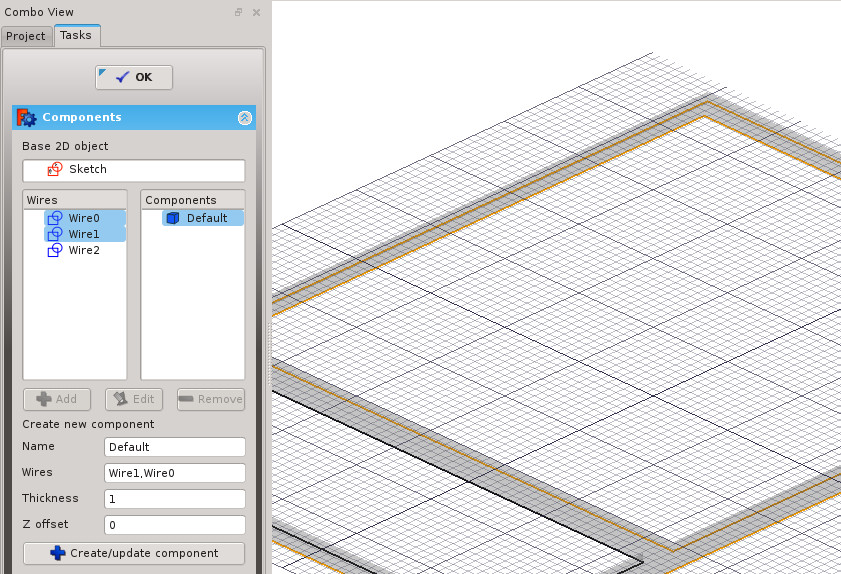 Combo View
Project Tasks
OK
Components
Base 2D object
Sketch
Wires Components
Wire0 Default
Wire1
Wire2
Add Edit Remove
Create new component
Name Default
Wires Wire1,Wire0
Thickness 1
Z offset 0
Create/update component